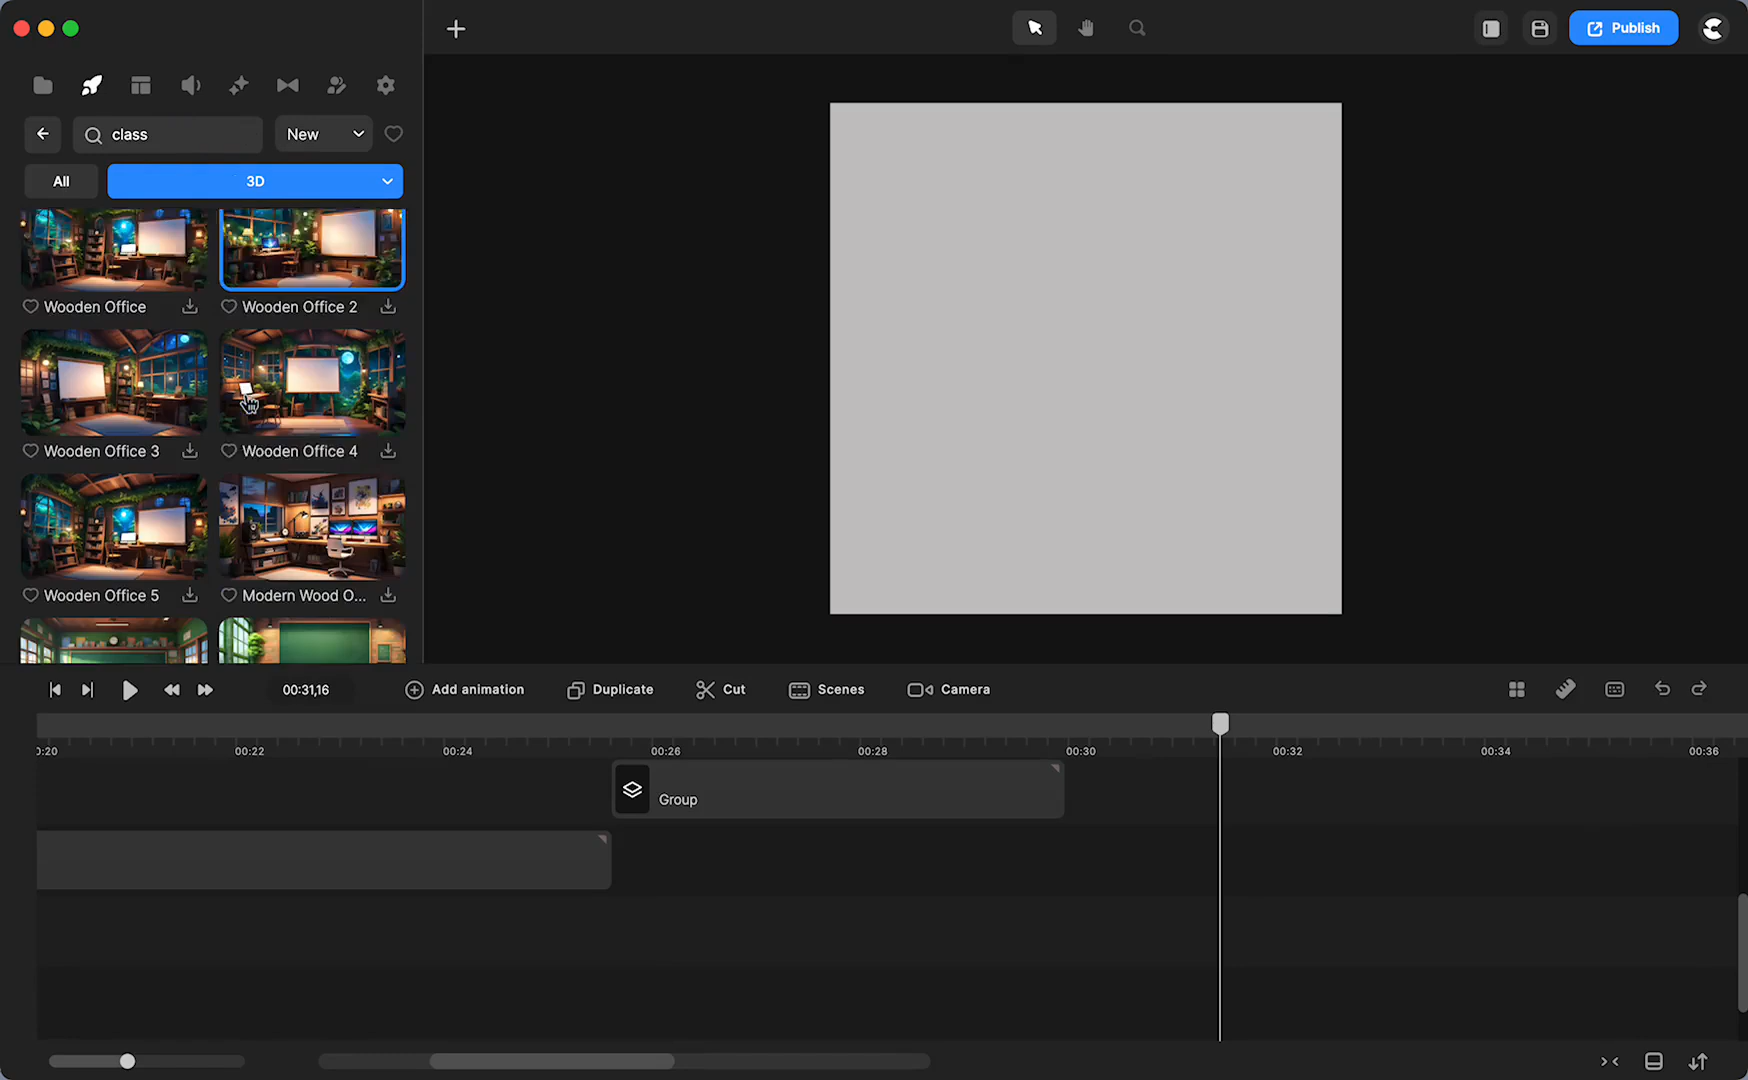 Publish
class
New
All
3D
Wooden Office
Wooden Office 2
Wooden Office 3
Wooden Office 4
Wooden Office 5
Modern Wood O...
00:31,16
Add animation
Duplicate
Cut
Scenes
Camera
0:20
00:22
00:24
00:26
00:28
00:30
00:32
00:34
00:36
Group